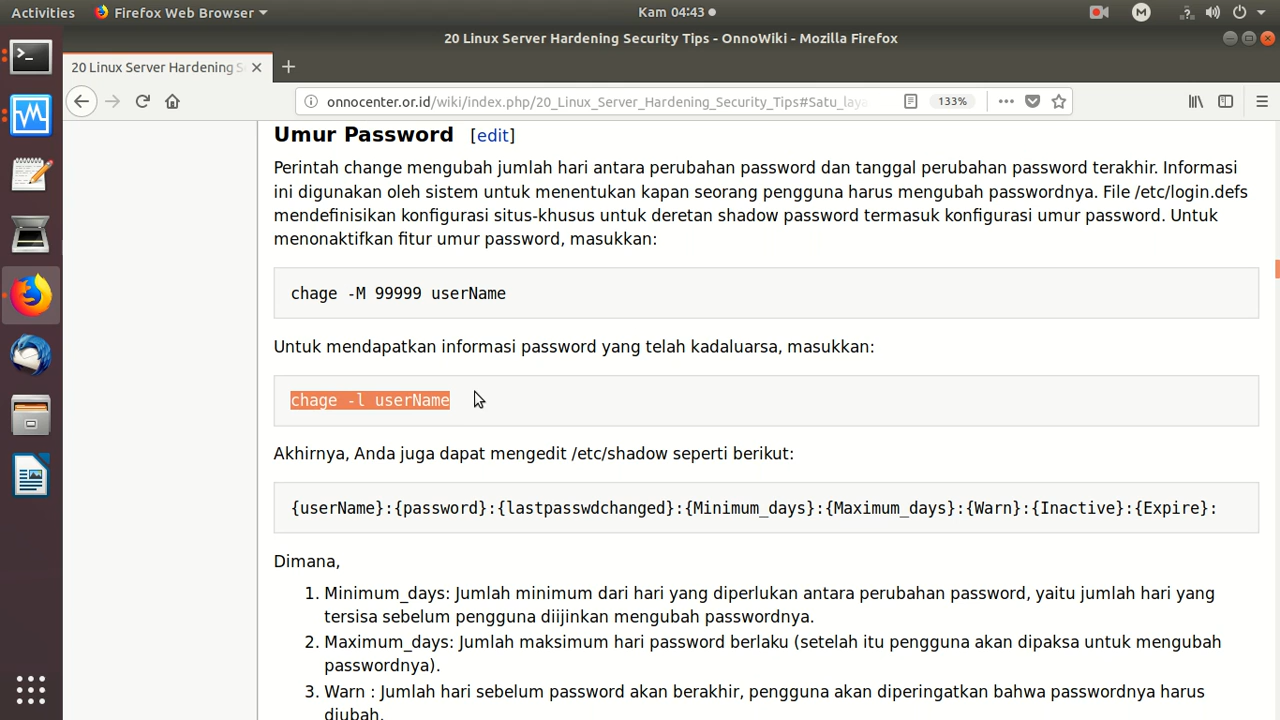 Activities Firefox Web Browser Kam 04:43
20 Linux Server Hardening Security Tips - OnnoWiki - Mozilla Firefox
20 Linux Server Hardening S
onnocenter.or.id/wiki/index.php/20_Linux_Server_Hardening_Security_Tips#Satu_laya 133%
Umur Password [edit]
Perintah change mengubah jumlah hari antara perubahan password dan tanggal perubahan password terakhir. Informasi
ini digunakan oleh sistem untuk menentukan kapan seorang pengguna harus mengubah passwordnya. File /etc/login.defs
mendefinisikan konfigurasi situs-khusus untuk deretan shadow password termasuk konfigurasi umur password. Untuk
menonaktifkan fitur umur password, masukkan:
chage -M 99999 userName
Untuk mendapatkan informasi password yang telah kadaluarsa, masukkan:
chage -l userName
Akhirnya, Anda juga dapat mengedit /etc/shadow seperti berikut:
{userName}:{password}:{lastpasswdchanged}:{Minimum_days}:{Maximum_days}:{Warn}:{Inactive}:{Expire}:
Dimana,
1. Minimum_days: Jumlah minimum dari hari yang diperlukan antara perubahan password, yaitu jumlah hari yang
tersisa sebelum pengguna diijinkan mengubah passwordnya.
2. Maximum_days: Jumlah maksimum hari password berlaku (setelah itu pengguna akan dipaksa untuk mengubah
passwordnya).
3. Warn : Jumlah hari sebelum password akan berakhir, pengguna akan diperingatkan bahwa passwordnya harus
diubah.